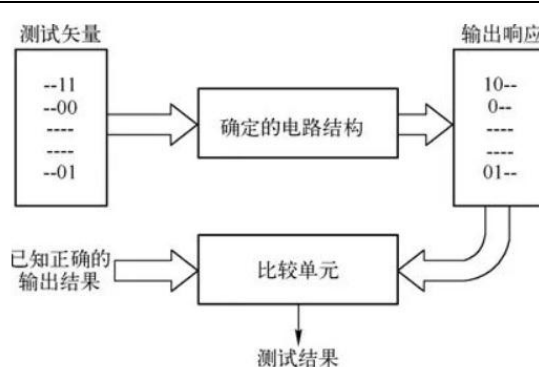 测试矢量
--11
--00
----
----
--01
确定的电路结构
输出响应
10--
0--
----
----
01--
已知正确的
输出结果
比较单元
测试结果